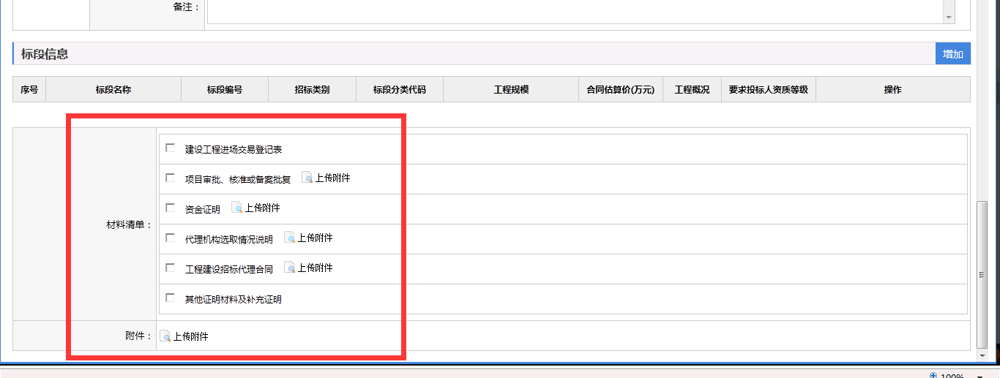 备注：
标段信息
增加
序号 标段名称 标段编号 招标类别 标段分类代码 工程规模 合同估算价(万元) 工程概况 要求投标人资质等级 操作
建设工程进场交易登记表
项目审批、核准或备案批复 上传附件
资金证明 上传附件
材料清单：
代理机构选取情况说明 上传附件
工程建设招标代理合同 上传附件
其他证明材料及补充证明
附件： 上传附件
100%